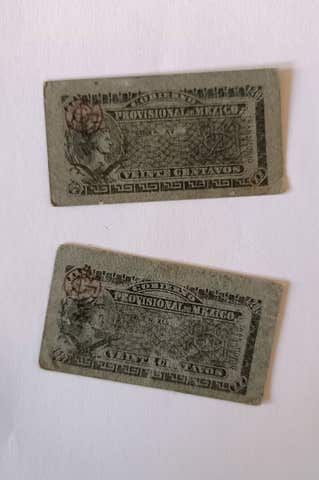 GOBIERNO
PROVISIONAL DE MEXICO
VEINTE CENTAVOS
GOBIERNO
PROVISIONAL DE MEXICO
VEINTE CENTAVOS